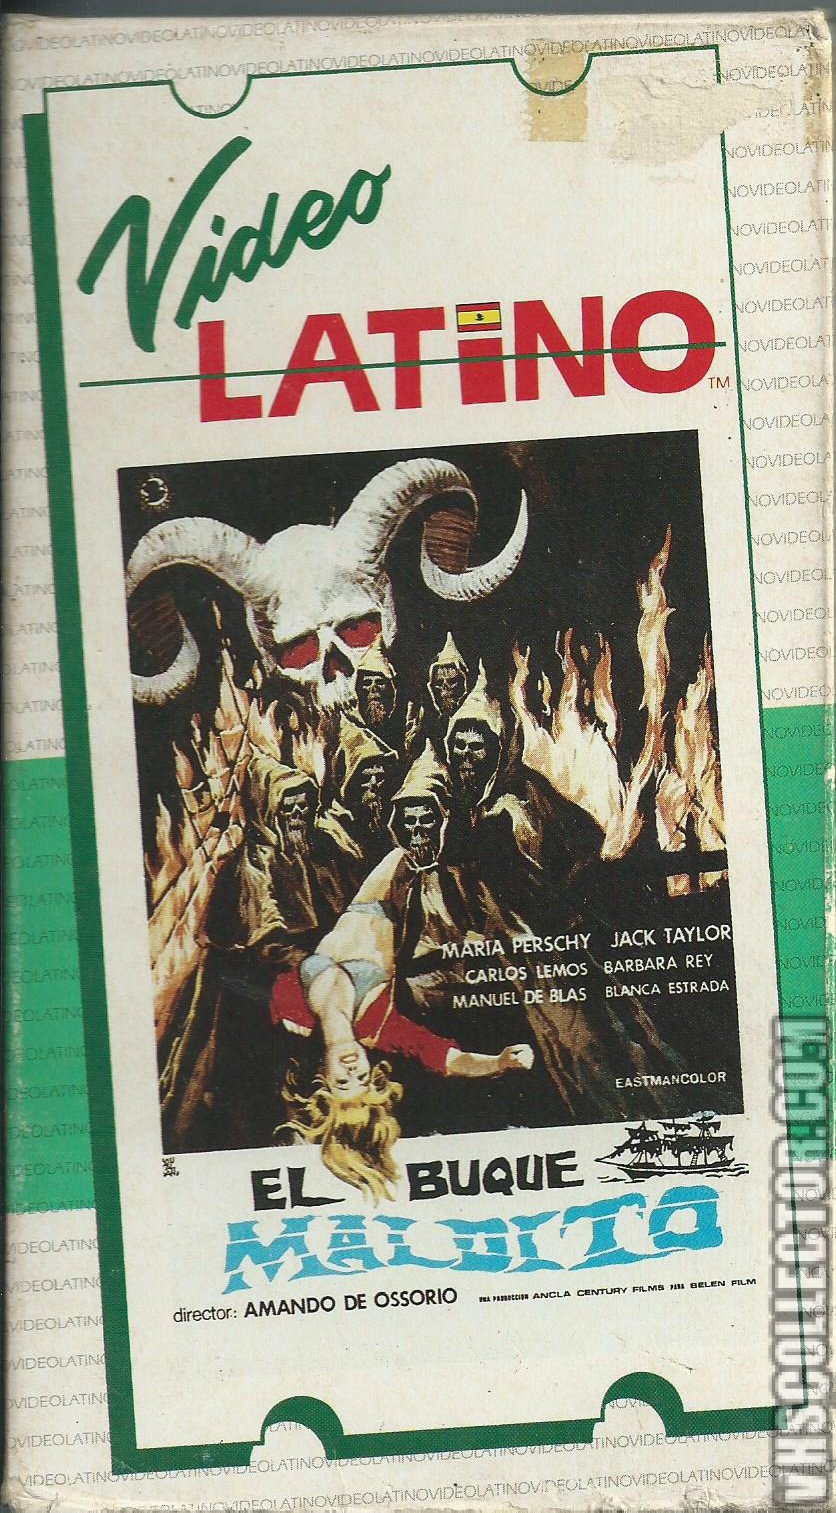 Video
LATINO
TM
MARIA PERSCHY JACK TAYLOR
CARLOS LEMOS BARBARA REY
MANUEL DE BLAS BLANCA ESTRADA
EASTMANCOLOR
EL BUQUE
MALDITO
director: AMANDO DE OSSORIO
UNA PRODUCCION ANCLA CENTURY FILMS PARA BELEN FILM
VHSCOLLECTOR.COM